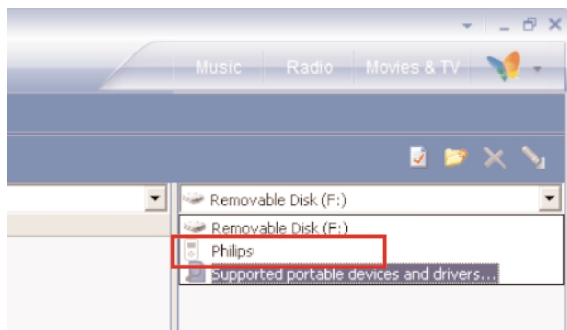 Music Radio Movies & TV
Removable Disk (F:)
Removable Disk (F:)
Philips
Supported portable devices and drivers...